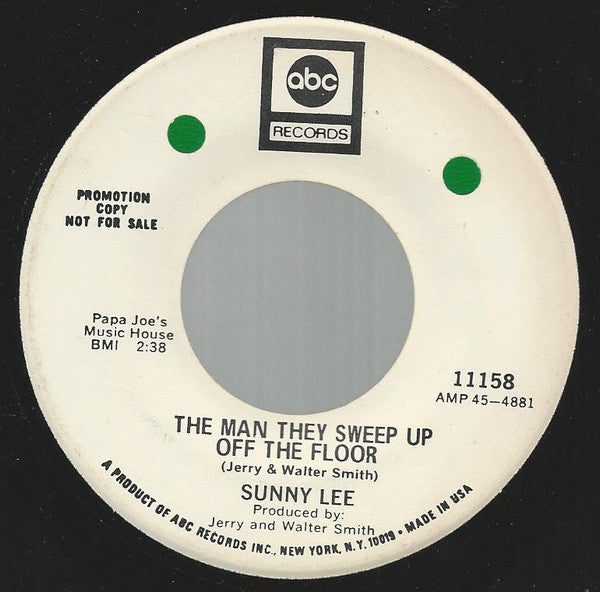 abc
RECORDS
PROMOTION
COPY
NOT FOR SALE
Papa Joe's
Music House
BMI 2:38
11158
AMP 45-4881
THE MAN THEY SWEEP UP
OFF THE FLOOR
(Jerry & Walter Smith)
SUNNY LEE
Produced by:
Jerry and Walter Smith
A PRODUCT OF ABC RECORDS INC., NEW YORK, N.Y. 10019 • MADE IN USA